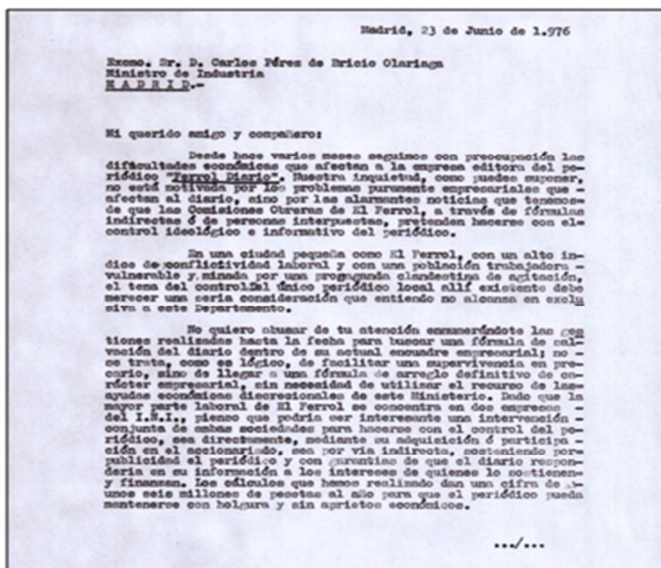 Madrid, 23 de Junio de 1.976
Excmo. Sr. D. Carlos Pérez de Bricio Olariaga
Ministro de Industria
M A D R I D.-
Mi querido amigo y compañero:
Desde hace varios meses seguimos con preocupación las
dificultades económicas que afectan a la empresa editora del pe-
riódico "Ferrol Diario". Nuestra inquietud, como puedes suponer,
no está motivada por los problemas puramente empresariales que -
afectan al diario, sino por las alarmantes noticias que tenemos-
de que las Comisiones Obreras de El Ferrol, a través de fórmulas
indirectas ó de personas interpuestas, pretenden hacerse con el-
control ideológico e informativo del periódico.
En una ciudad pequeña como El Ferrol, con un alto ín-
dice de conflictividad laboral y con una población trabajadora -
vulnerable y minada por una propaganda clandestina de agitación,
el tema del control del único periódico local allí existente debe
merecer una seria consideración que entiendo no alcanza en exclu
siva a este Departamento.
No quiero abusar de tu atención enumerándote las ges
tiones realizadas hasta la fecha para buscar una fórmula de sal-
vación del diario dentro de su actual encuadre empresarial; no -
se trata, como es lógico, de facilitar una supervivencia en pre-
cario, sino de llegar a una fórmula de arreglo definitivo de ca-
rácter empresarial, sin necesidad de utilizar el recurso de las-
ayudas económicas discrecionales de este Ministerio. Dado que la
mayor parte laboral de El Ferrol se concentra en dos empresas -
del I.N.I., pienso que podría ser interesante una intervención -
conjunta de ambas sociedades para hacerse con el control del pe-
riódico, sea directamente, mediante su adquisición ó participa -
ción en el accionariado, sea por vía indirecta, sosteniendo por-
publicidad el periódico y con garantías de que el diario respon-
dería en su información a los intereses de quienes lo sostienen-
y financian. Los cálculos que hemos realizado dan una cifra de -
unos seis millones de pesetas al año para que el periódico pueda
mantenerse con holgura y sin aprietos económicos.
.../...